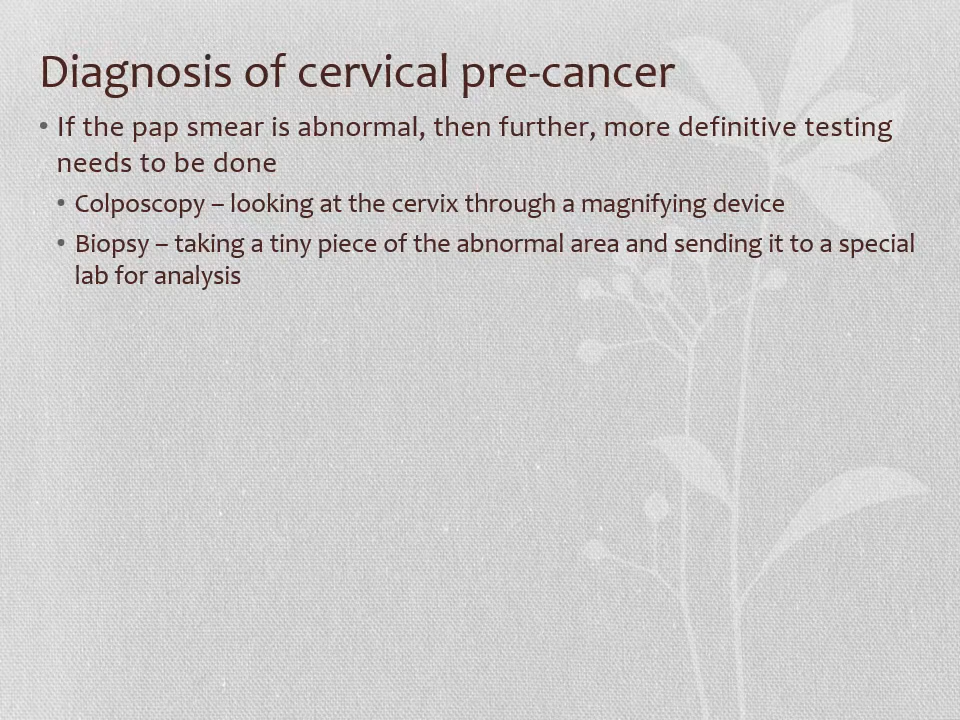 Diagnosis of cervical pre-cancer
• If the pap smear is abnormal, then further, more definitive testing
needs to be done
• Colposcopy – looking at the cervix through a magnifying device
• Biopsy – taking a tiny piece of the abnormal area and sending it to a special
lab for analysis